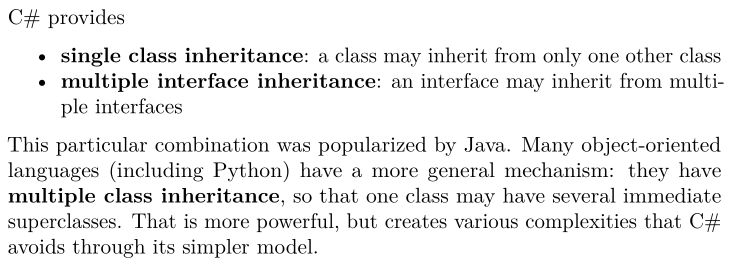 C# provides
• single class inheritance: a class may inherit from only one other class
• multiple interface inheritance: an interface may inherit from multi-
ple interfaces
This particular combination was popularized by Java. Many object-oriented
languages (including Python) have a more general mechanism: they have
multiple class inheritance, so that one class may have several immediate
superclasses. That is more powerful, but creates various complexities that C#
avoids through its simpler model.